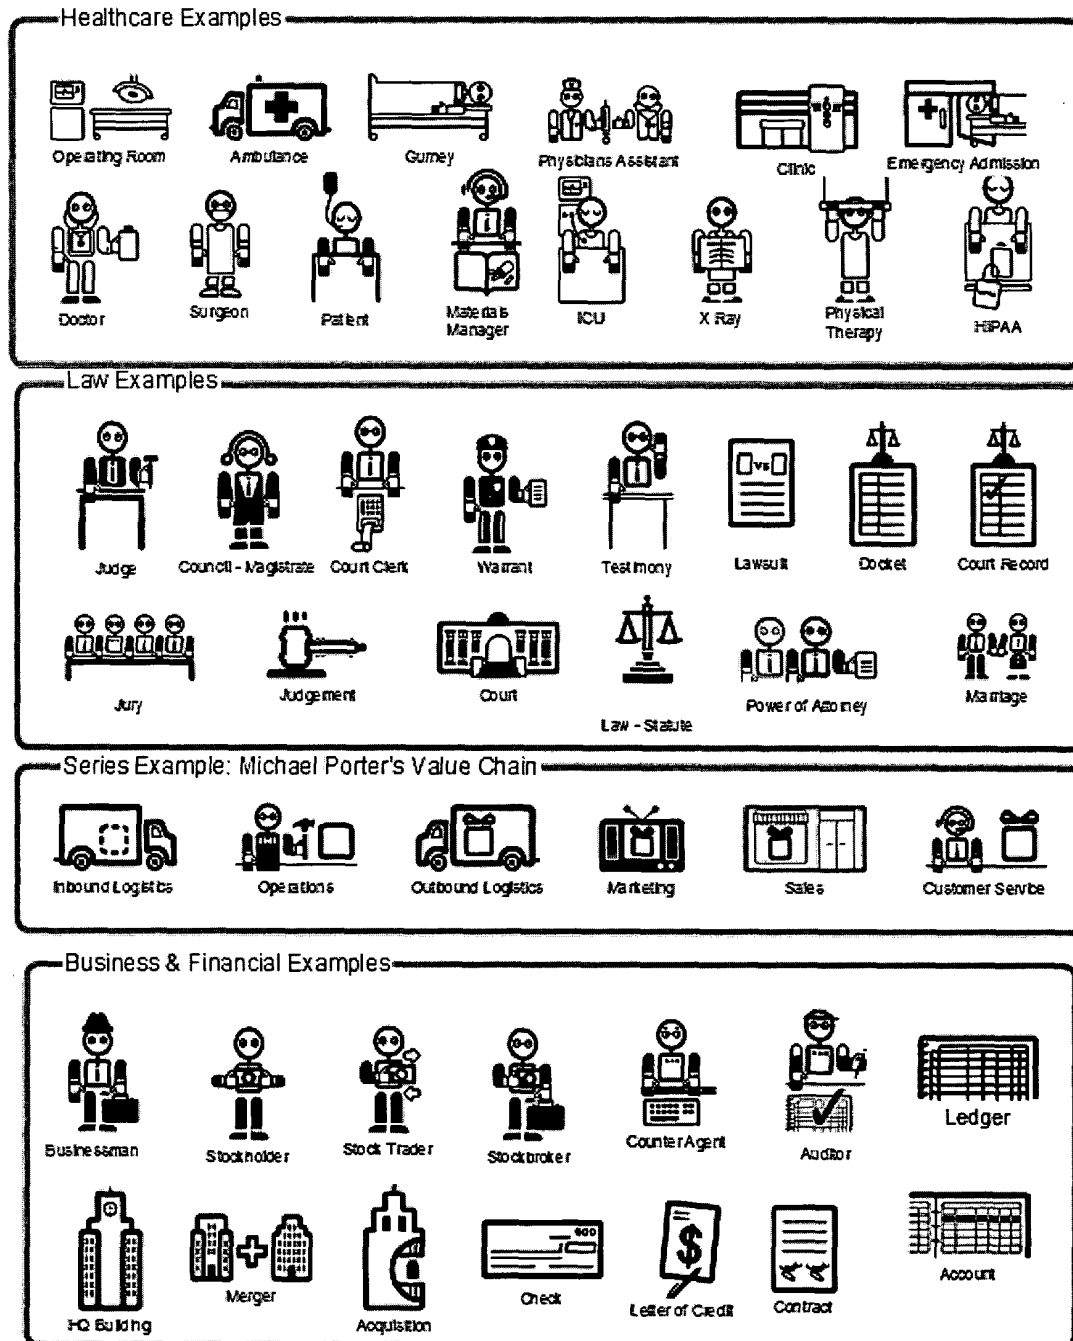 Healthcare Examples
Operating Room
Ambulance
Gurney
Physicians Assistant
Clinic
Emergency Admission
Doctor
Surgeon
Patient
Materials
Manager
ICU
X Ray
Physical
Therapy
HIPAA
Law Examples
Judge
Council - Magistrate
Court Clerk
Warrant
Testimony
VS
Lawsuit
Docket
Court Record
Jury
Judgement
Court
Law - Statute
Power of Attorney
Marriage
Series Example: Michael Porter's Value Chain
Inbound Logistics
Operations
Outbound Logistics
Marketing
Sales
Customer Service
Business & Financial Examples
Businessman
Stockholder
Stock Trader
Stockbroker
Counter Agent
Auditor
Ledger
HQ Building
Merger
Acquisition
Check
$
Letter of Credit
Contract
Account